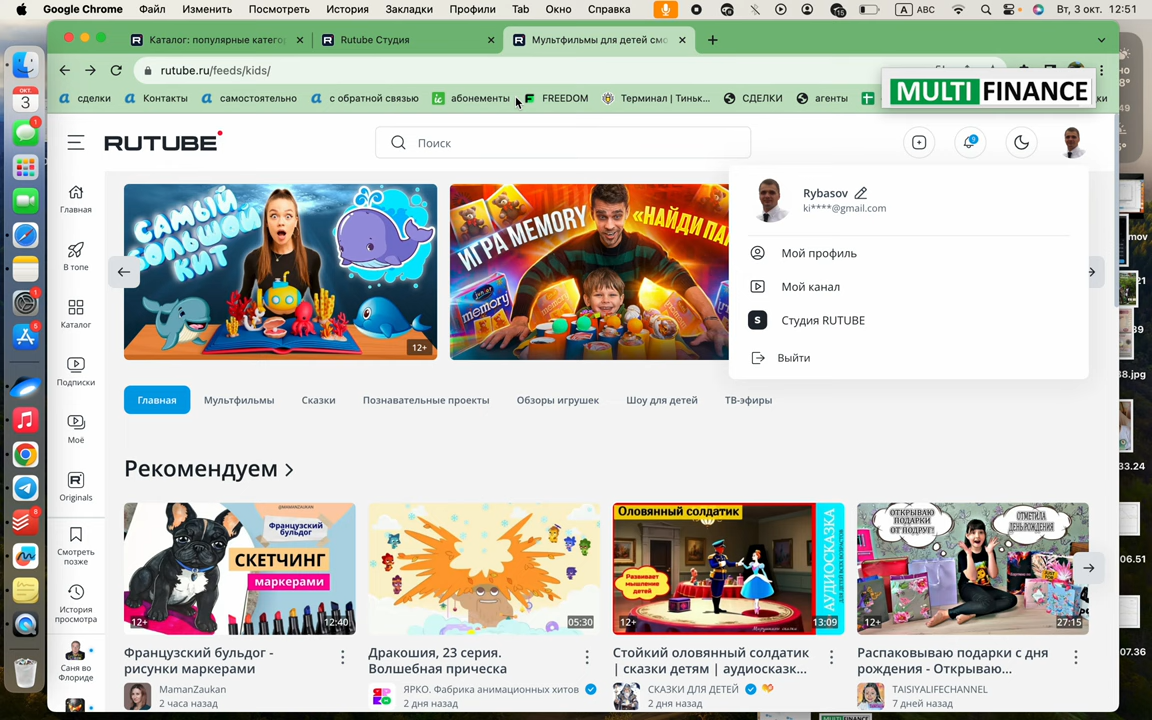 Google Chrome Файл Изменить Посмотреть История Закладки Профили Tab Окно Справка A ABC Вт, 3 окт. 12:51
Каталог: популярные катего
Rutube Студия
Мультфильмы для детей смо
rutube.ru/feeds/kids/
сделки Контакты самостоятельно с обратной связью абонементы FREEDOM Терминал | Тиньк... СДЕЛКИ агенты
MULTI FINANCE
RUTUBE
Поиск
Главная
В топе
Каталог
Подписки
Моё
Originals
Смотреть
позже
История
просмотра
Саня во
Флориде
САМЫЙ
БОЛЬШОЙ
КИТ
12+
ИГРА MEMORY
«НАЙДИ ПА
memory
Rybasov
ki****@gmail.com
Мой профиль
Мой канал
Студия RUTUBE
Выйти
Главная Мультфильмы Сказки Познавательные проекты Обзоры игрушек Шоу для детей ТВ-эфиры
Рекомендуем
@MAMANZAUKAN
Французский
бульдог
СКЕТЧИНГ
маркерами
12+ 12:40
05:30
Оловянный солдатик
Развивает
мышление
детей
АУДИОСКАЗКА
12+ 13:09
ОТКРЫВАЮ
ПОДАРКИ
ОТ ПОДРУГ!
ОТМЕТИЛА
ДЕНЬ РОЖДЕНИЯ!
12+ 27:15
Французский бульдог -
рисунки маркерами
MamanZaukan
2 часа назад
Дракошия, 23 серия.
Волшебная прическа
ЯРКО. Фабрика анимационных хитов
2 дня назад
Стойкий оловянный солдатик
| сказки детям | аудиосказк...
СКАЗКИ ДЛЯ ДЕТЕЙ
2 дня назад
Распаковываю подарки с дня
рождения - Открываю...
TAISIYALIFECHANNEL
7 дней назад